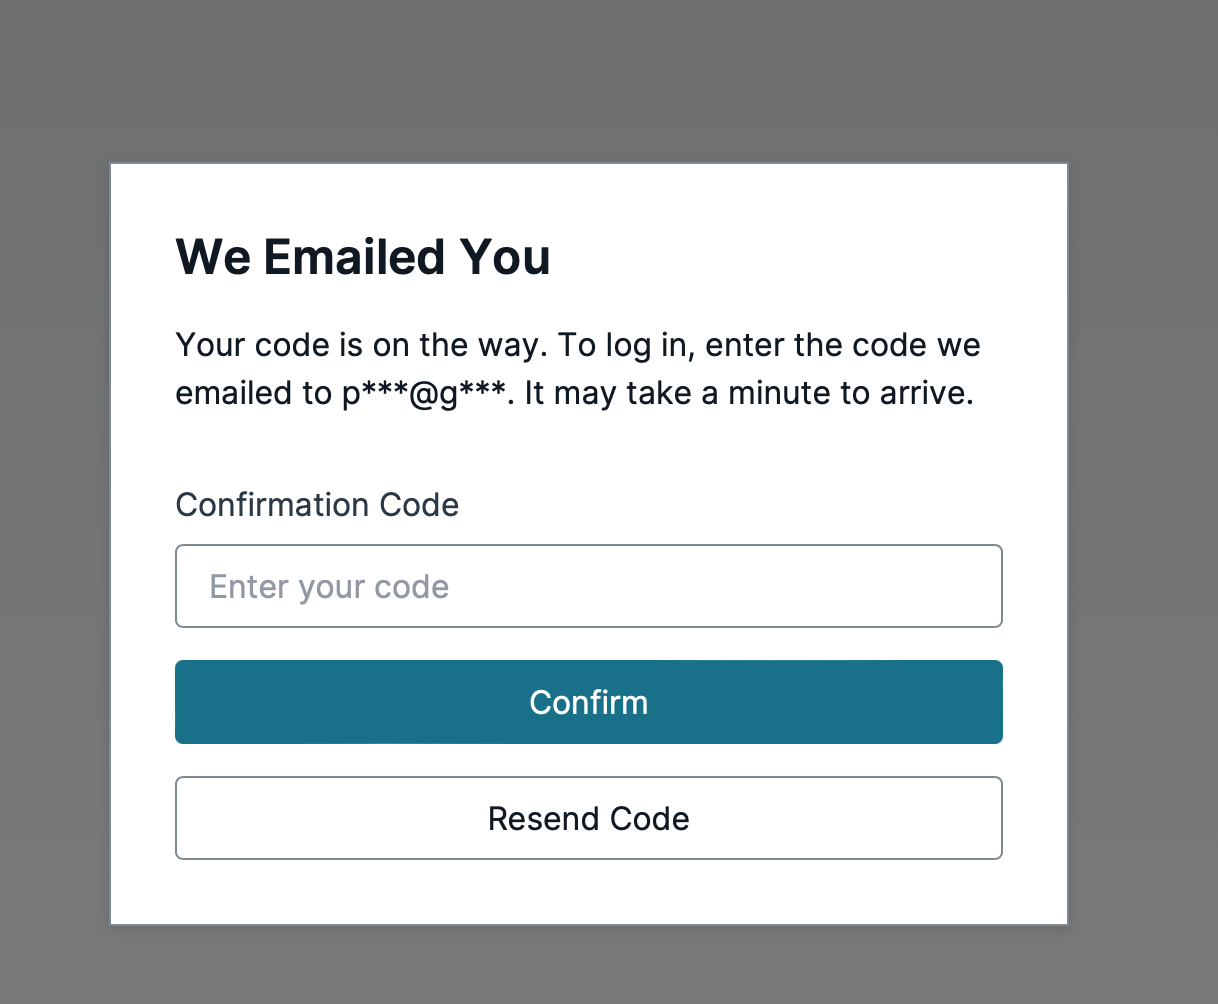 We Emailed You
Your code is on the way. To log in, enter the code we
emailed to p***@g***. It may take a minute to arrive.
Confirmation Code
Enter your code
Confirm
Resend Code